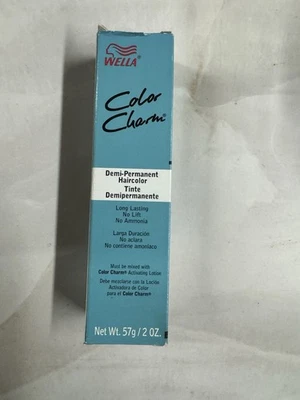 WELLA
Color
Charm®
Demi-Permanent
Haircolor
Tinte
Demipermanente
Long Lasting
No Lift
No Ammonia
Larga Duración
No aclara
No contiene amoníaco
Must be mixed with
Color Charm® Activating Lotion
Debe mezclarse con la Loción
Activadora de Color
para el Color Charm®
Net Wt. 57g/2 OZ.